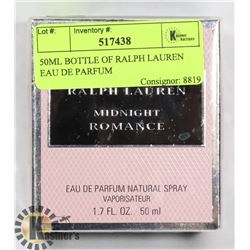 Lot #: Inventory #:
517438
50ML BOTTLE OF RALPH LAUREN
EAU DE PARFUM
Consignor: 8819
RALPH LAUREN
MIDNIGHT
ROMANCE
EAU DE PARFUM NATURAL SPRAY
VAPORISATEUR
1.7 FL. OZ. 50 ml
Kastner's